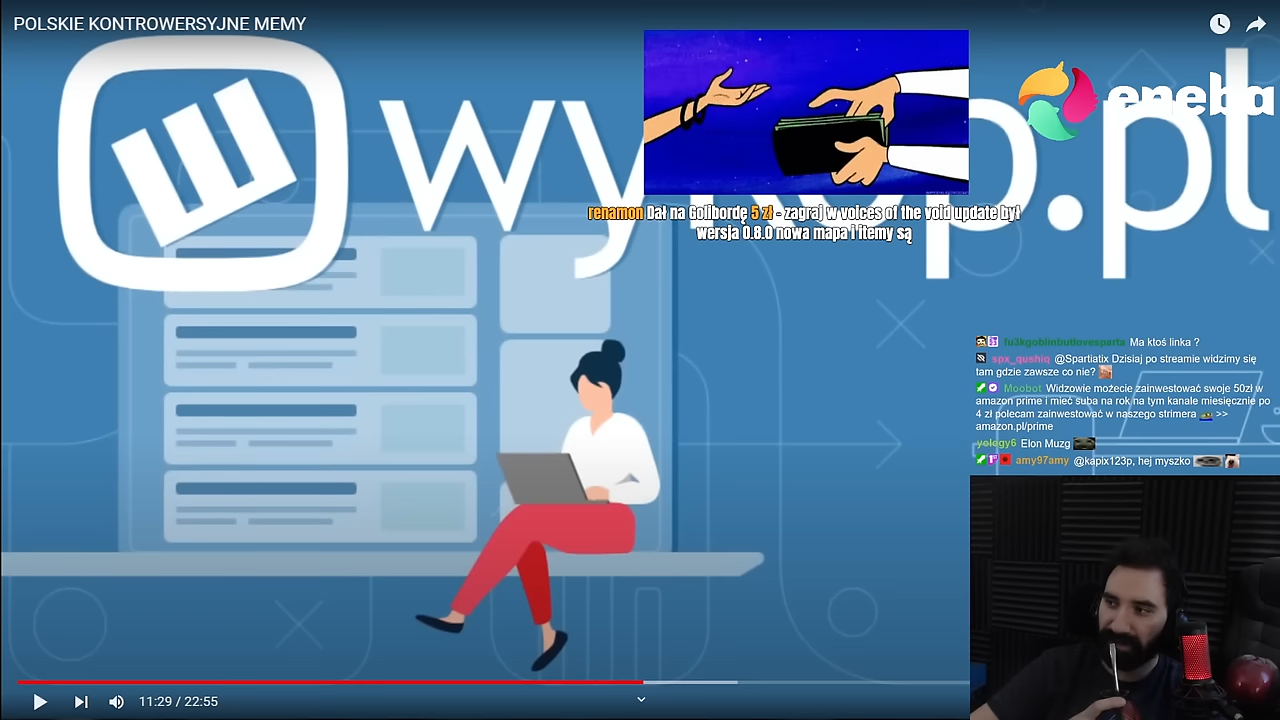 POLSKIE KONTROWERSYJNE MEMY
wykop.pl
eneba
renamon Dał na Golibordę 5 zł - zagraj w voices of the void update był
wersja 0.8.0 nowa mapa i itemy są
fu3kgoblinbutlovesparta Ma ktoś linka ?
spx_qushiq @Spartiatix Dzisiaj po streamie widzimy się
tam gdzie zawsze co nie?
Moobot Widzowie możecie zainwestować swoje 50zł w
amazon prime i mieć suba na rok na tym kanale miesięcznie po
4 zł polecam zainwestować w naszego strimera >>
amazon.pl/prime
yology6 Elon Muzg
amy97amy @kapix123p, hej myszko
11:29 / 22:55